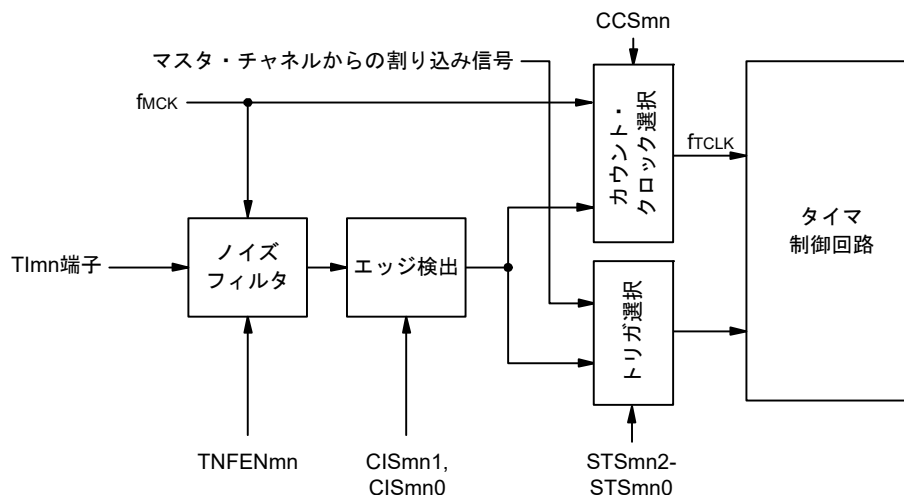 CCSmn
マスタ・チャネルからの割り込み信号
fMCK
カウント・
クロック選択
fTCLK
タイマ
制御回路
TImn端子
ノイズ
フィルタ
エッジ検出
トリガ選択
TNFENmn
CISmn1,
CISmn0
STSmn2-
STSmn0